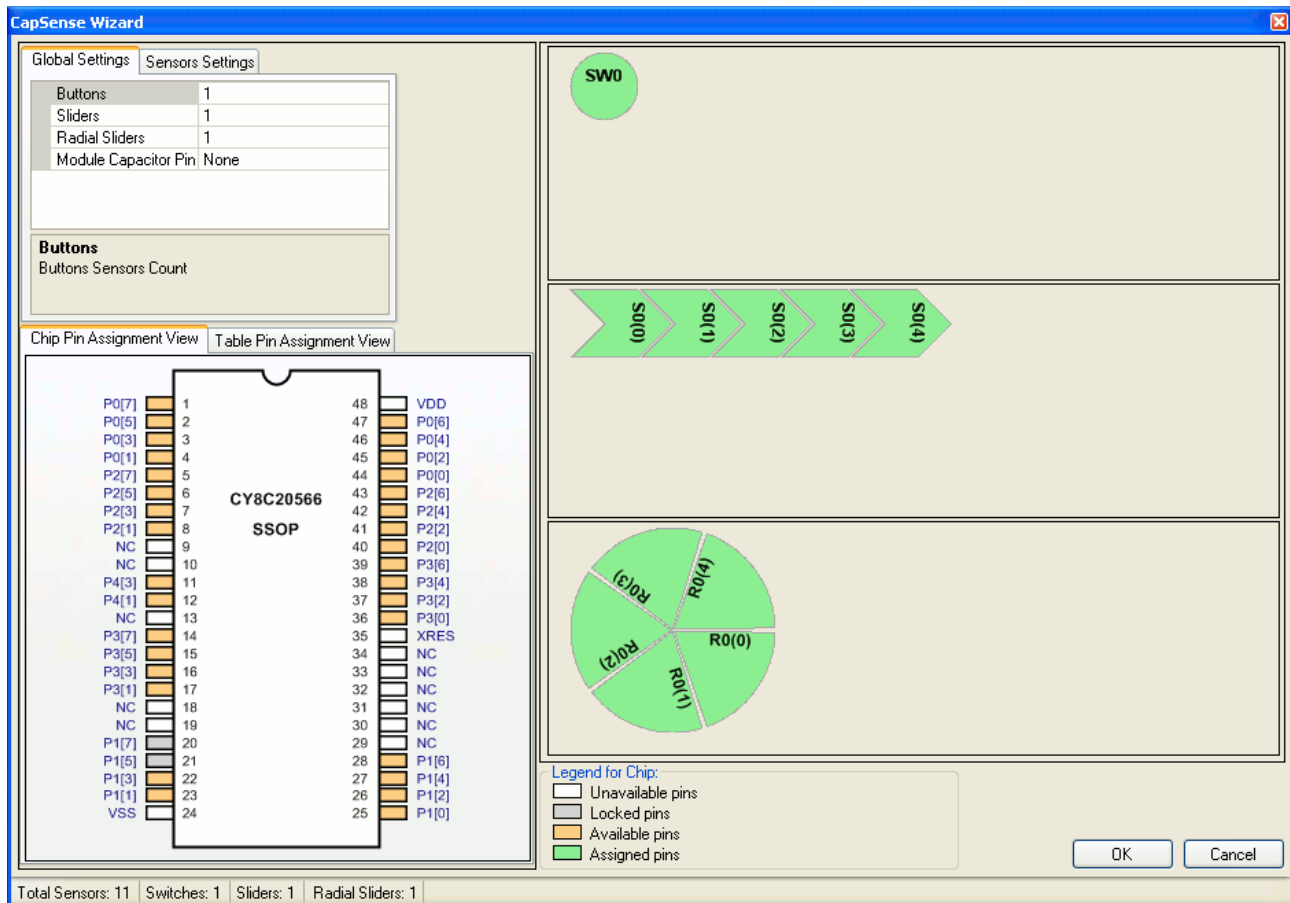 CapSense Wizard
Global Settings Sensors Settings
Buttons 1
Sliders 1
Radial Sliders 1
Module Capacitor Pin None
Buttons
Buttons Sensors Count
Chip Pin Assignment View Table Pin Assignment View
P0[7] 1 48 VDD
P0[5] 2 47 P0[6]
P0[3] 3 46 P0[4]
P0[1] 4 45 P0[2]
P2[7] 5 44 P0[0]
P2[5] 6 43 P2[6]
CY8C20566
P2[3] 7 42 P2[4]
P2[1] 8 SSOP 41 P2[2]
NC 9 40 P2[0]
NC 10 39 P3[6]
P4[3] 11 38 P3[4]
P4[1] 12 37 P3[2]
NC 13 36 P3[0]
P3[7] 14 35 XRES
P3[5] 15 34 NC
P3[3] 16 33 NC
P3[1] 17 32 NC
NC 18 31 NC
NC 19 30 NC
P1[7] 20 29 NC
P1[5] 21 28 P1[6]
P1[3] 22 27 P1[4]
P1[1] 23 26 P1[2]
VSS 24 25 P1[0]
SW0
S0(0) S0(1) S0(2) S0(3) S0(4)
R0(3) R0(4)
R0(0)
R0(2)
R0(1)
Legend for Chip:
Unavailable pins
Locked pins
Available pins
Assigned pins
OK Cancel
Total Sensors: 11 Switches: 1 Sliders: 1 Radial Sliders: 1